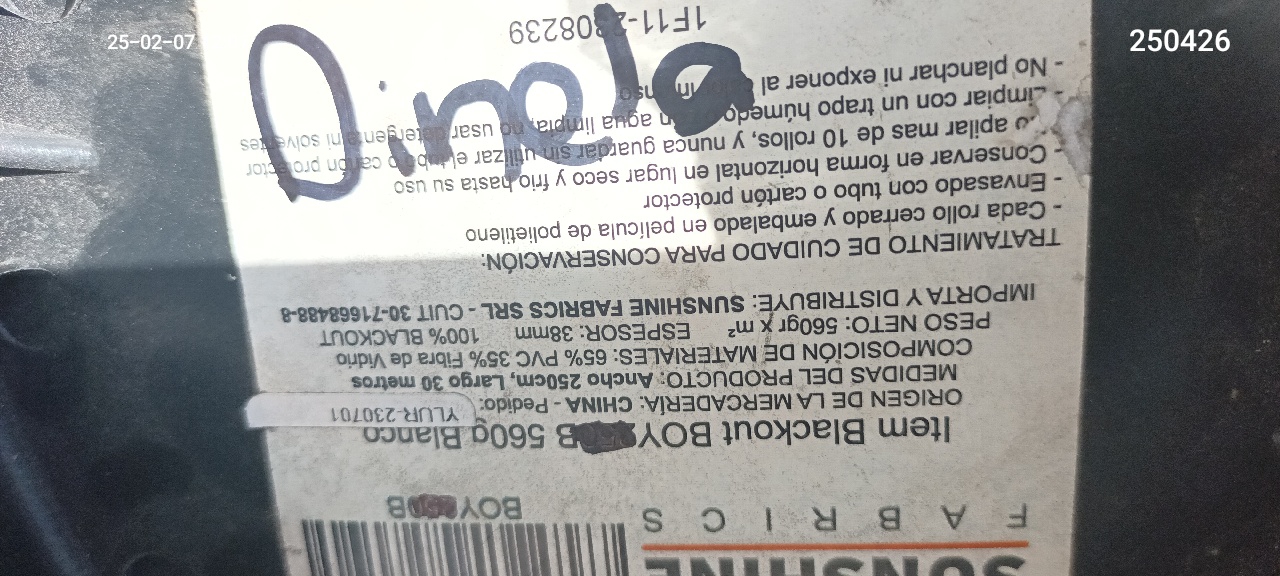 25-02-07
250426
SUNSHINE
FABRICS
BOY B
Item Blackout BOY B 560g Blanco
ORIGEN DE LA MERCADERÍA: CHINA - Pedido: YLUR-230701
MEDIDAS DEL PRODUCTO: Ancho 250cm, Largo 30 metros
COMPOSICIÓN DE MATERIALES: 65% PVC 35% Fibra de Vidrio
PESO NETO: 560gr x m² ESPESOR: 38mm 100% BLACKOUT
IMPORTA Y DISTRIBUYE: SUNSHINE FABRICS SRL - CUIT 30-71668488-8
TRATAMIENTO DE CUIDADO PARA CONSERVACIÓN:
- Cada rollo cerrado y embalado en película de polietileno
- Envasado con tubo o cartón protector
- Conservar en forma horizontal en lugar seco y frío hasta su uso
apilar mas de 10 rollos, y nunca guardar sin utilizar el tubo o cartón protector
- Limpiar con un trapo húmedo agua limpia, no usar detergente ni solventes
- No planchar ni exponer al
1F11- 308239